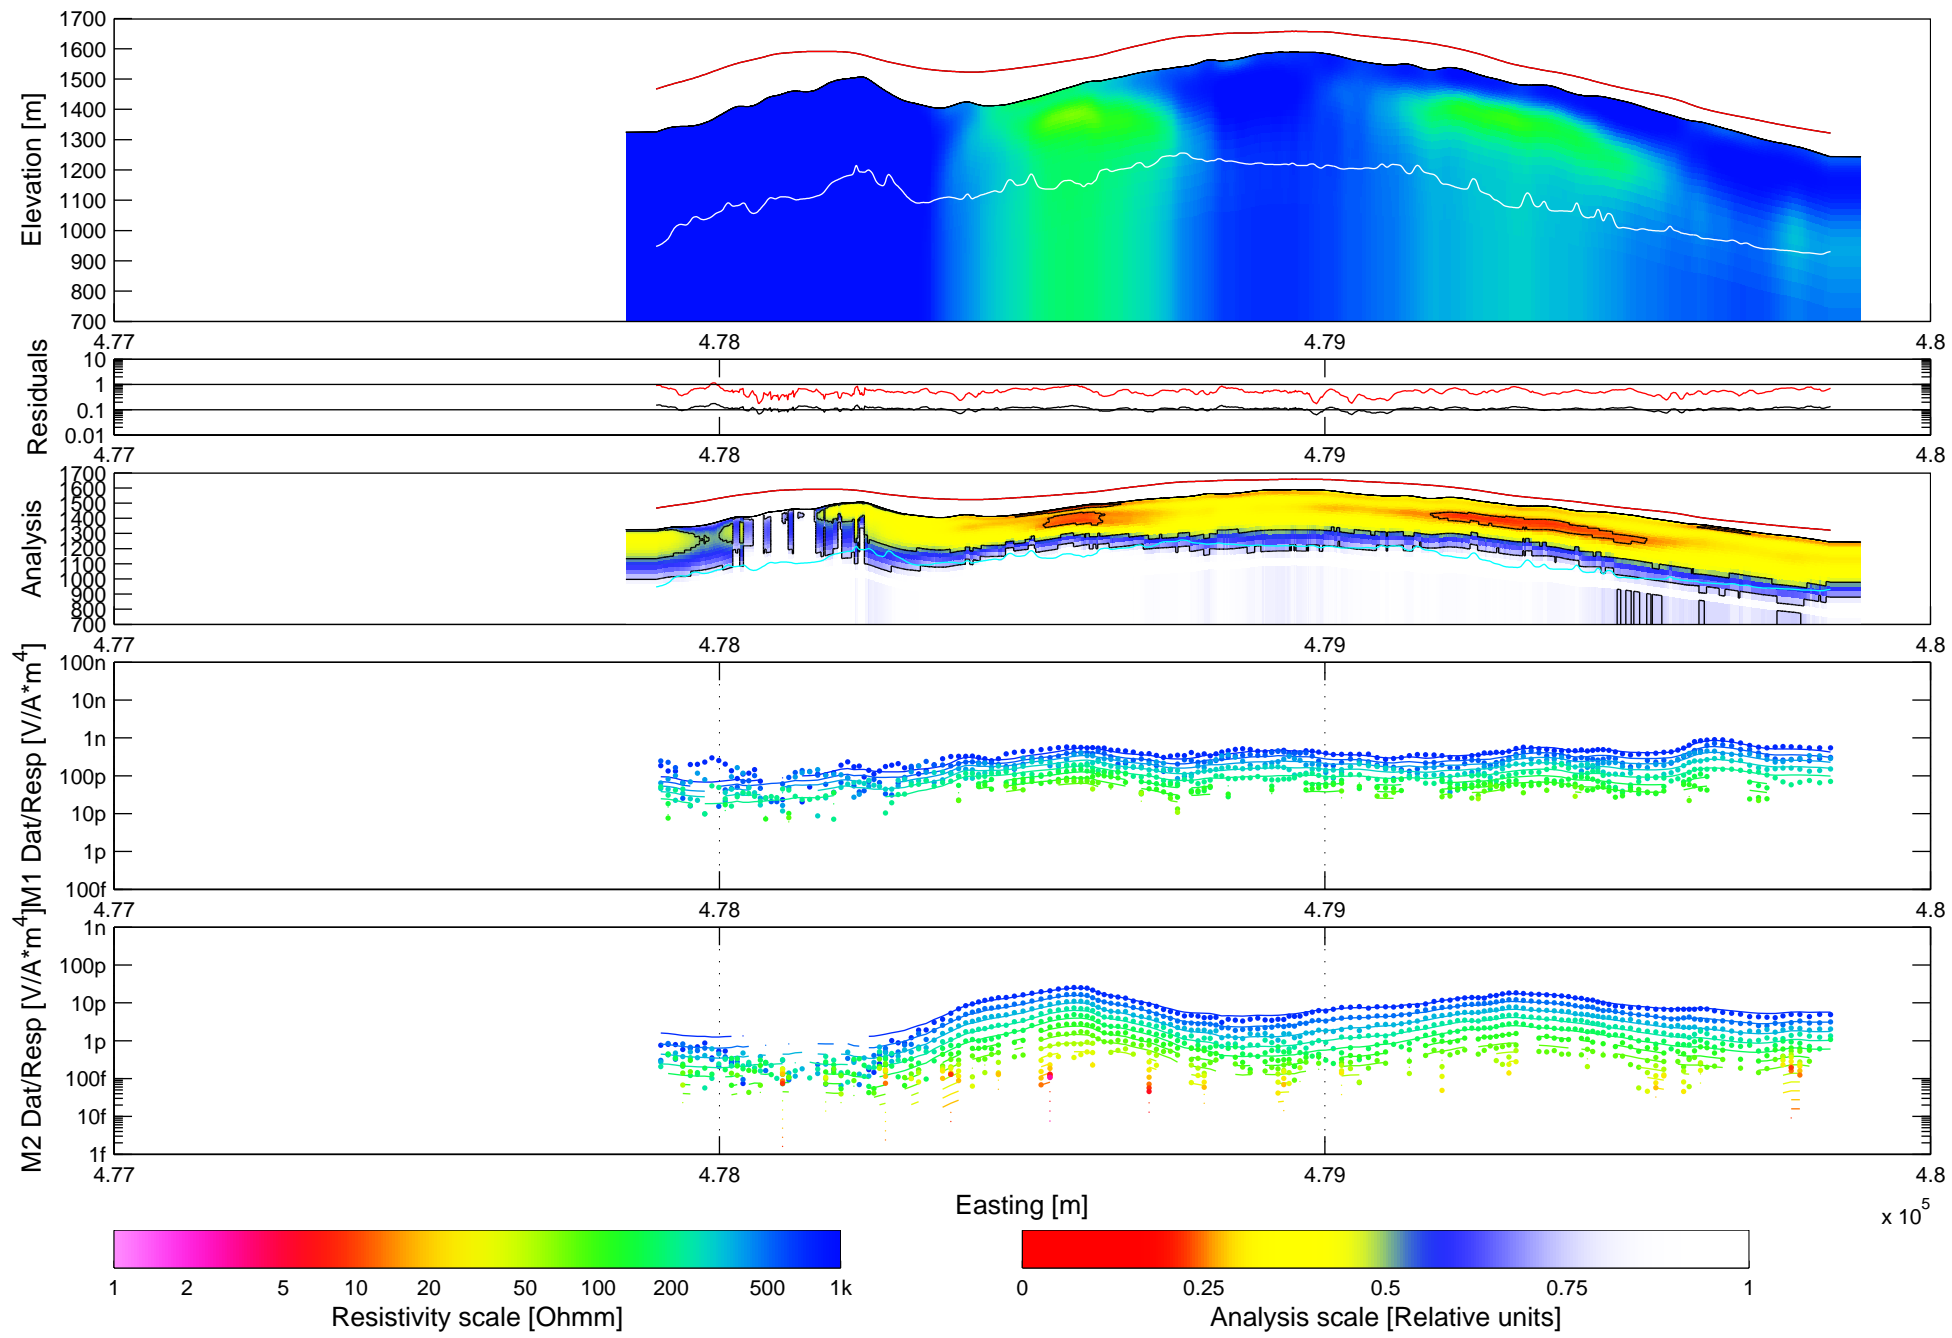 Elevation [m]
1700
1600
1500
1400
1300
1200
1100
1000
900
800
700
4.77 4.78 4.79 4.8
Residuals
10
1
0.1
0.01
4.77 4.78 4.79 4.8
Analysis
1700
1600
1500
1400
1300
1200
1100
1000
900
800
700
4.77 4.78 4.79 4.8
M1 Dat/Resp [V/A*m^4]
100n
10n
1n
100p
10p
1p
100f
4.77 4.78 4.79 4.8
M2 Dat/Resp [V/A*m^4]
1n
100p
10p
1p
100f
10f
1f
4.77 4.78 4.79 4.8
Easting [m]
x 10^5
1 2 5 10 20 50 100 200 500 1k
Resistivity scale [Ohmm]
0 0.25 0.5 0.75 1
Analysis scale [Relative units]